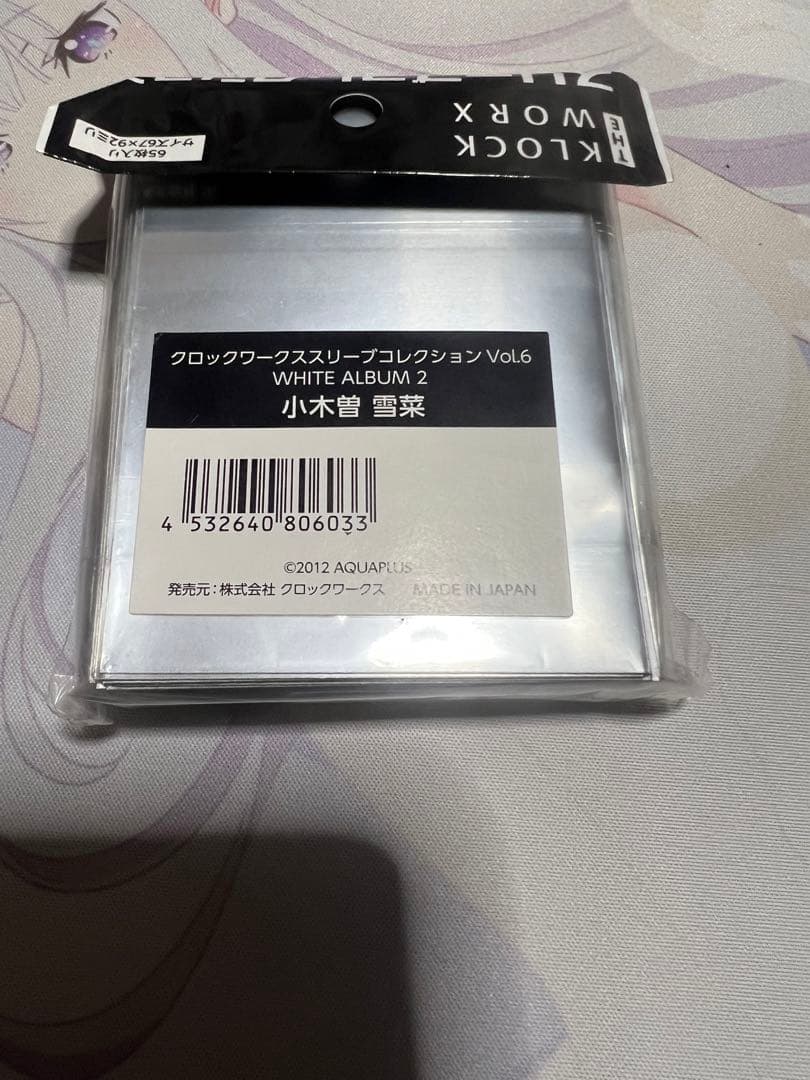 THE
KLOCK
WORX
65枚入り
サイズ67×92ミリ
クロックワークススリーブコレクション Vol.6
WHITE ALBUM 2
小木曽 雪菜
4 532640 806033
©2012 AQUAPLUS
発売元：株式会社 クロックワークス MADE IN JAPAN